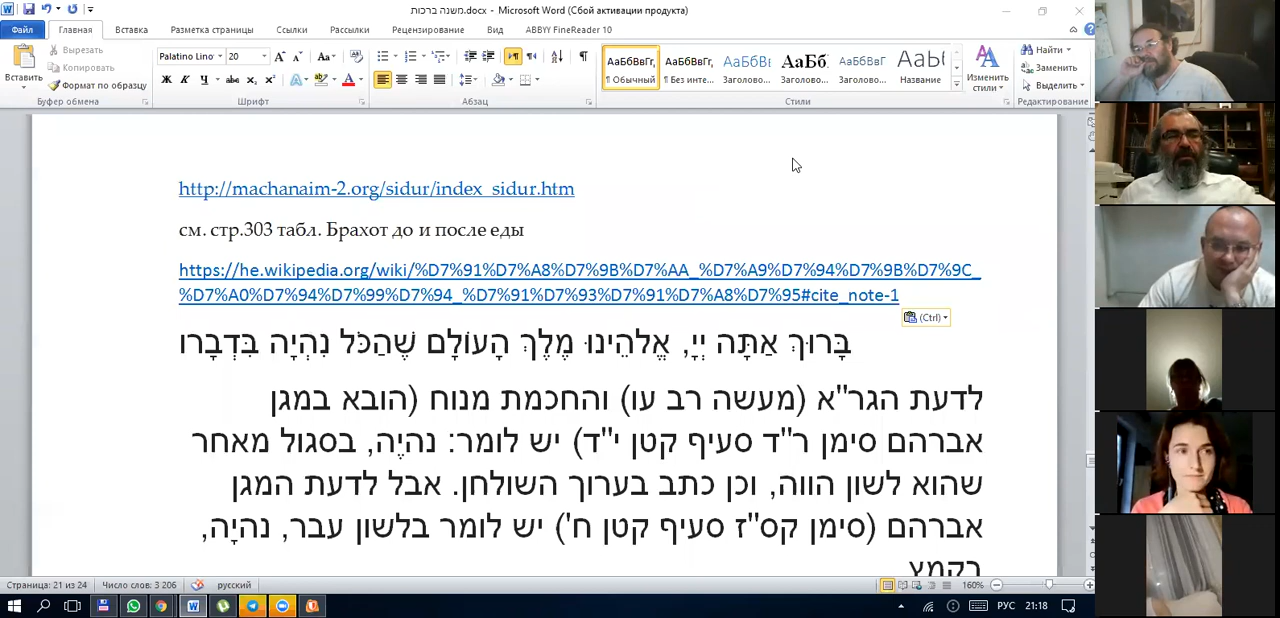 משנה ברכות.docx - Microsoft Word (Сбой активации продукта)
Файл Главная Вставка Разметка страницы Ссылки Рассылки Рецензирование Вид ABBYY FineReader 10
Вставить
Вырезать
Копировать
Формат по образцу
Буфер обмена
Palatino Lino 20
Ж К Ч abc
Шрифт
Абзац
АаБбВвГг, АаБбВвГг, АаБбВі АаБб АаБбВвГ АаБ
¶ Обычный ¶ Без инте... Заголово... Заголово... Заголово... Название
Стили
Изменить стили
Найти
Заменить
Выделить
Редактирование
http://machanaim-2.org/sidur/index_sidur.htm
см. стр.303 табл. Брахот до и после еды
https://he.wikipedia.org/wiki/%D7%91%D7%A8%D7%9B%D7%AA_%D7%A9%D7%94%D7%9B%D7%9C_
%D7%A0%D7%94%D7%99%D7%94_%D7%91%D7%93%D7%91%D7%A8%D7%95#cite_note-1
(Ctrl)
בָּרוּךְ אַתָּה יְיָ, אֱלֹהֵינוּ מֶלֶךְ הָעוֹלָם שֶׁהַכֹּל נִהְיָה בִּדְבָרוֹ
לדעת הגר"א (מעשה רב עו) והחכמת מנוח (הובא במגן
אברהם סימן ר"ד סעיף קטן י"ד) יש לומר: נהיֶה, בסגול מאחר
שהוא לשון הווה, וכן כתב בערוך השולחן. אבל לדעת המגן
אברהם (סימן קס"ז סעיף קטן ח') יש לומר בלשון עבר, נהיָה,
בקמץ
Страница: 21 из 24 Число слов: 3 206 русский 160%
РУС 21:18